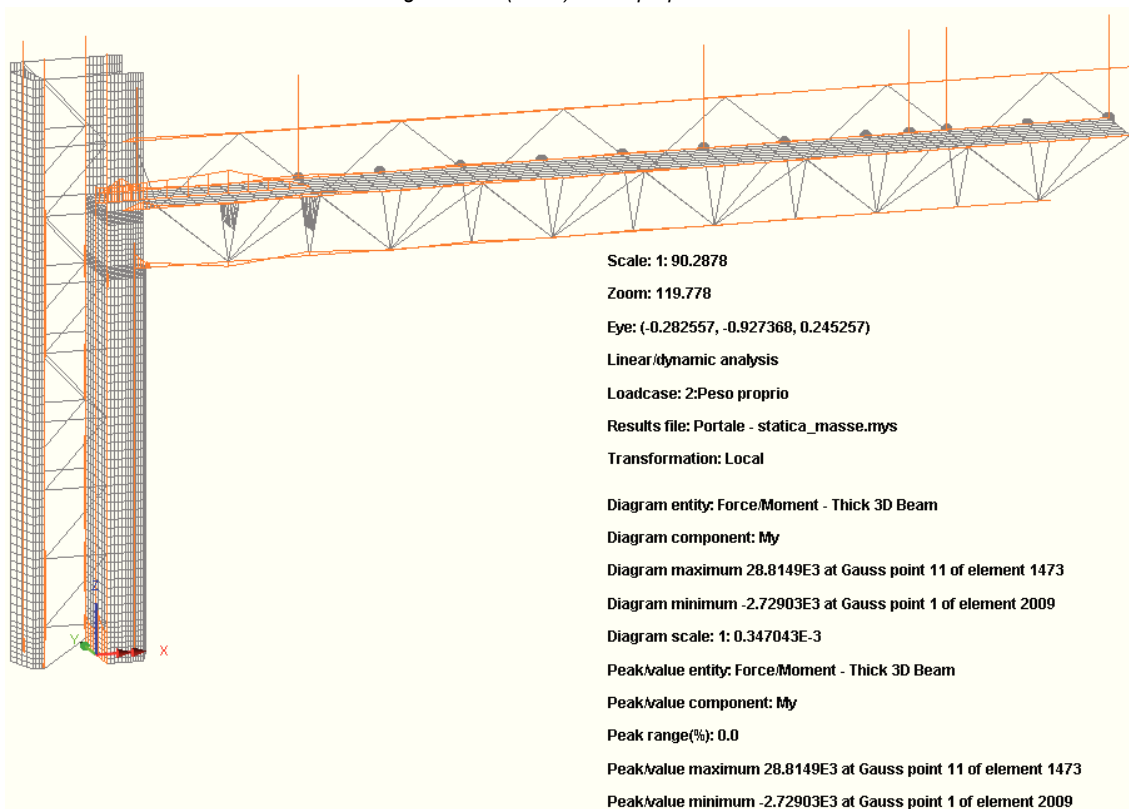 Z
Y
X
Scale: 1: 90.2878
Zoom: 119.778
Eye: (-0.282557, -0.927368, 0.245257)
Linear/dynamic analysis
Loadcase: 2:Peso proprio
Results file: Portale - statica_masse.mys
Transformation: Local
Diagram entity: Force/Moment - Thick 3D Beam
Diagram component: My
Diagram maximum 28.8149E3 at Gauss point 11 of element 1473
Diagram minimum -2.72903E3 at Gauss point 1 of element 2009
Diagram scale: 1: 0.347043E-3
Peak/value entity: Force/Moment - Thick 3D Beam
Peak/value component: My
Peak range(%): 0.0
Peak/value maximum 28.8149E3 at Gauss point 11 of element 1473
Peak/value minimum -2.72903E3 at Gauss point 1 of element 2009